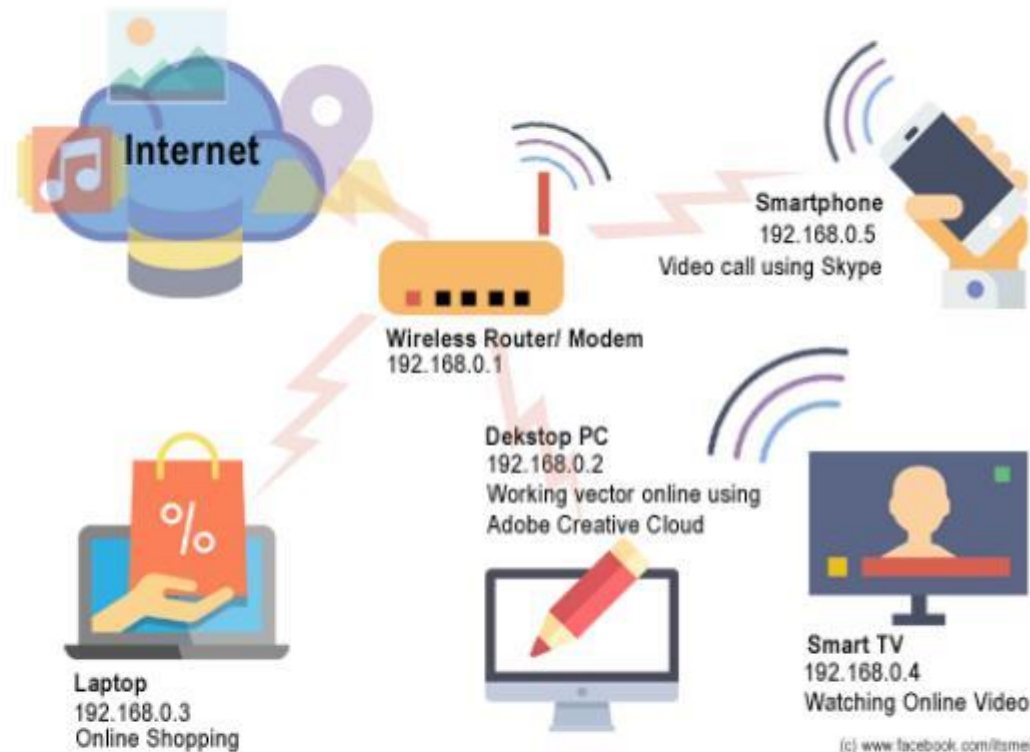 Internet
Smartphone
192.168.0.5
Video call using Skype
Wireless Router/ Modem
192.168.0.1
Dekstop PC
192.168.0.2
Working vector online using
Adobe Creative Cloud
%
Laptop
192.168.0.3
Online Shopping
Smart TV
192.168.0.4
Watching Online Video
(c) www.facebook.com/